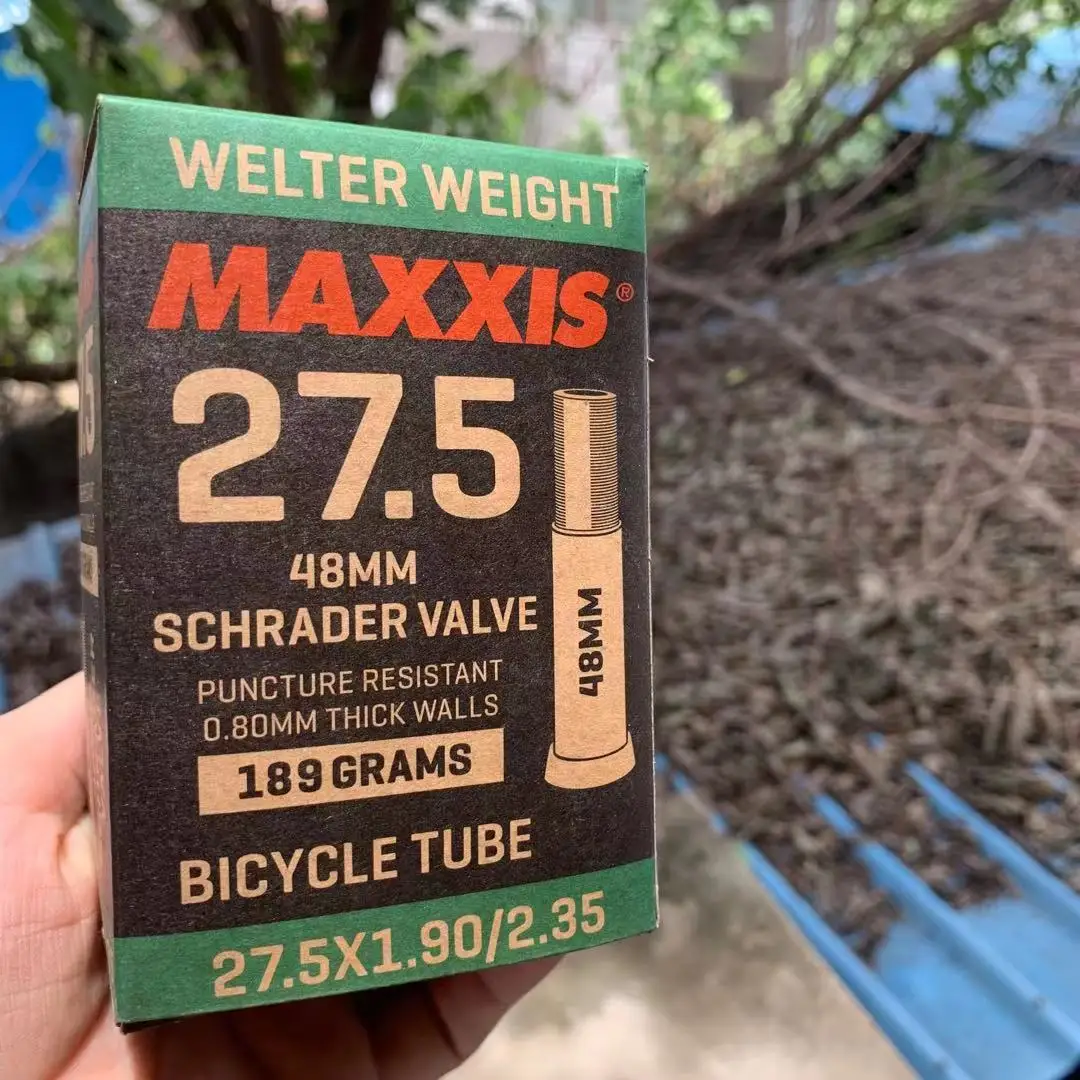 WELTER WEIGHT
MAXXIS®
27.5
48MM
SCHRADER VALVE
PUNCTURE RESISTANT
0.80MM THICK WALLS
189 GRAMS
48MM
BICYCLE TUBE
27.5X1.90/2.35